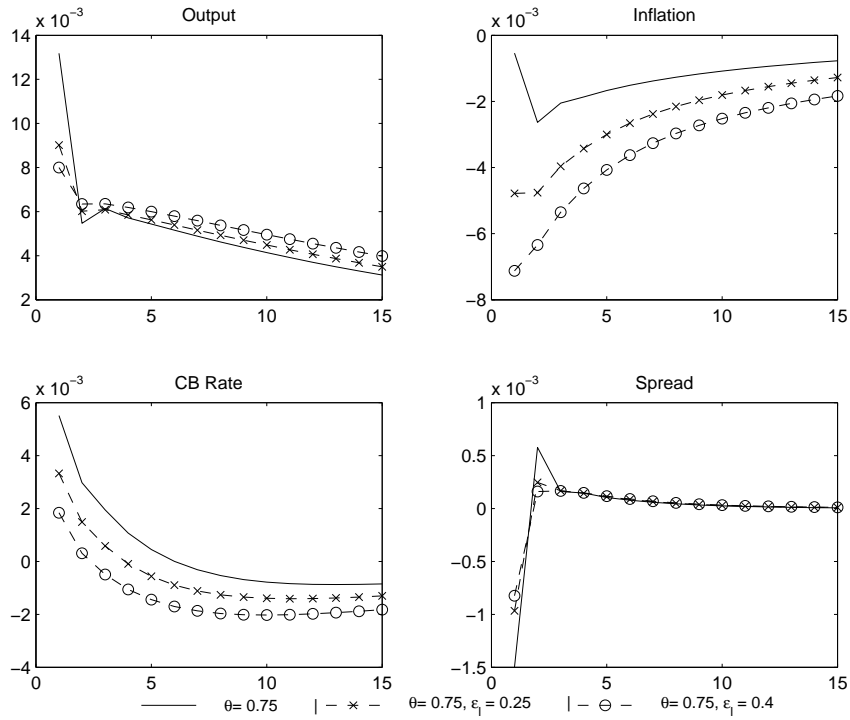 x 10⁻³ Output
14
12
10
8
6
4
2
0 5 10 15
x 10⁻³ Inflation
0
−2
−4
−6
−8
0 5 10 15
x 10⁻³ CB Rate
6
4
2
0
−2
−4
0 5 10 15
x 10⁻³ Spread
1
0.5
0
−0.5
−1
−1.5
0 5 10 15
θ= 0.75 | θ= 0.75, εₗ = 0.25 | θ= 0.75, εₗ = 0.4